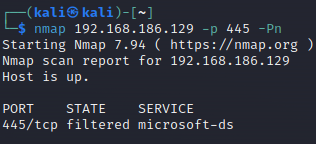 ┌──(kali㉿kali)-[~]
└─$ nmap 192.168.186.129 -p 445 -Pn
Starting Nmap 7.94 ( https://nmap.org )
Nmap scan report for 192.168.186.129
Host is up.
PORT    STATE    SERVICE
445/tcp filtered microsoft-ds